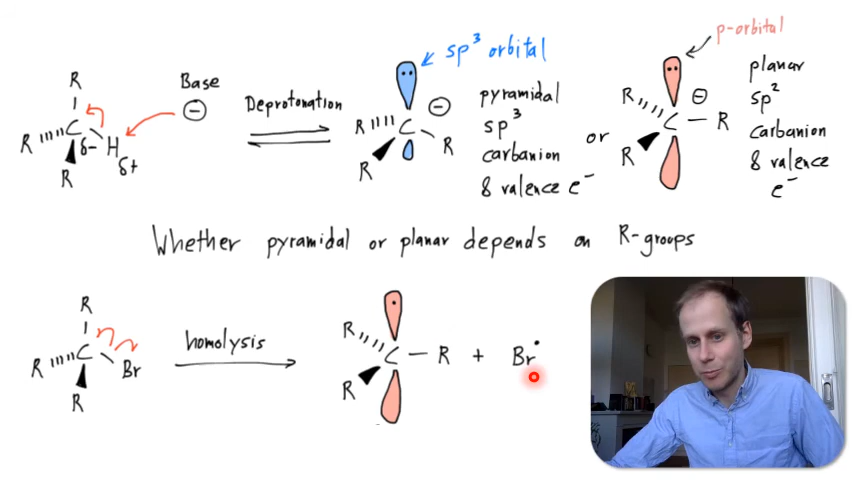 sp³ orbital
p-orbital
R
Base
⊖
Deprotonation
R
C
H
δ-
δ+
R
R
C
R
R
⊖
pyramidal
sp³
carbanion
8 valence e⁻
or
R
C
R
R
⊖
planar
sp²
carbanion
8 valence
e⁻
Whether pyramidal or planar depends on R-groups
R
R
C
Br
R
homolysis
R
C
R
R
+
Br•